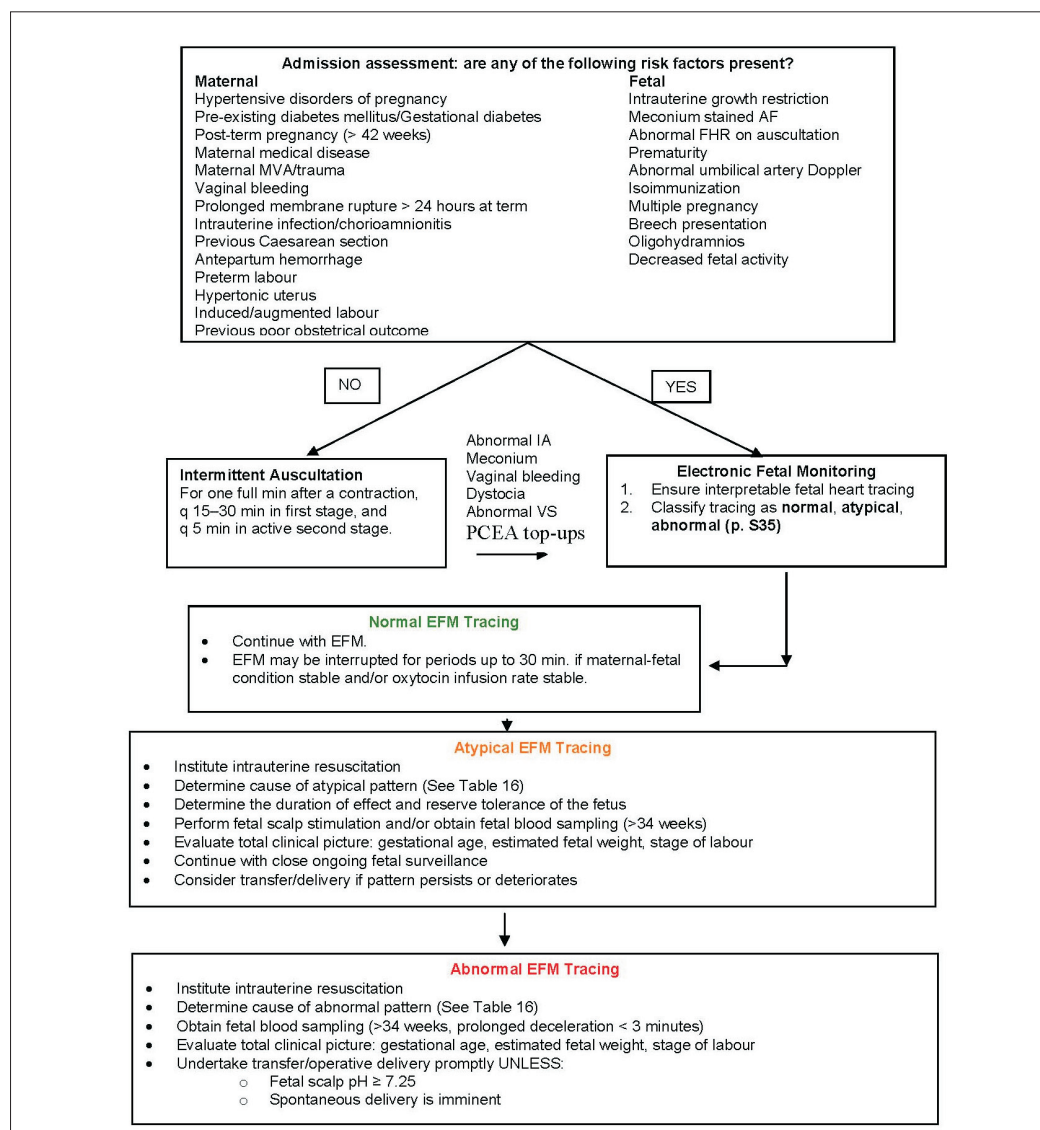 Admission assessment: are any of the following risk factors present?
Maternal
Hypertensive disorders of pregnancy
Pre-existing diabetes mellitus/Gestational diabetes
Post-term pregnancy (> 42 weeks)
Maternal medical disease
Maternal MVA/trauma
Vaginal bleeding
Prolonged membrane rupture > 24 hours at term
Intrauterine infection/chorioamnionitis
Previous Caesarean section
Antepartum hemorrhage
Preterm labour
Hypertonic uterus
Induced/augmented labour
Previous poor obstetrical outcome
Fetal
Intrauterine growth restriction
Meconium stained AF
Abnormal FHR on auscultation
Prematurity
Abnormal umbilical artery Doppler
Isoimmunization
Multiple pregnancy
Breech presentation
Oligohydramnios
Decreased fetal activity
NO
YES
Intermittent Auscultation
For one full min after a contraction,
q 15–30 min in first stage, and
q 5 min in active second stage.
Abnormal IA
Meconium
Vaginal bleeding
Dystocia
Abnormal VS
PCEA top-ups
Electronic Fetal Monitoring
1. Ensure interpretable fetal heart tracing
2. Classify tracing as normal, atypical,
abnormal (p. S35)
Normal EFM Tracing
• Continue with EFM.
• EFM may be interrupted for periods up to 30 min. if maternal-fetal
condition stable and/or oxytocin infusion rate stable.
Atypical EFM Tracing
• Institute intrauterine resuscitation
• Determine cause of atypical pattern (See Table 16)
• Determine the duration of effect and reserve tolerance of the fetus
• Perform fetal scalp stimulation and/or obtain fetal blood sampling (>34 weeks)
• Evaluate total clinical picture: gestational age, estimated fetal weight, stage of labour
• Continue with close ongoing fetal surveillance
• Consider transfer/delivery if pattern persists or deteriorates
Abnormal EFM Tracing
• Institute intrauterine resuscitation
• Determine cause of abnormal pattern (See Table 16)
• Obtain fetal blood sampling (>34 weeks, prolonged deceleration < 3 minutes)
• Evaluate total clinical picture: gestational age, estimated fetal weight, stage of labour
• Undertake transfer/operative delivery promptly UNLESS:
o Fetal scalp pH ≥ 7.25
o Spontaneous delivery is imminent